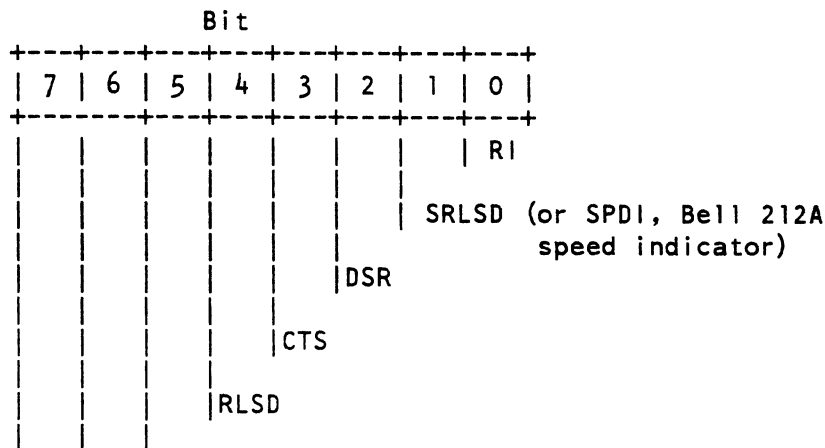 Bit
7 6 5 4 3 2 1 0
RI
SRLSD (or SPDI, Bell 212A
speed indicator)
DSR
CTS
RLSD